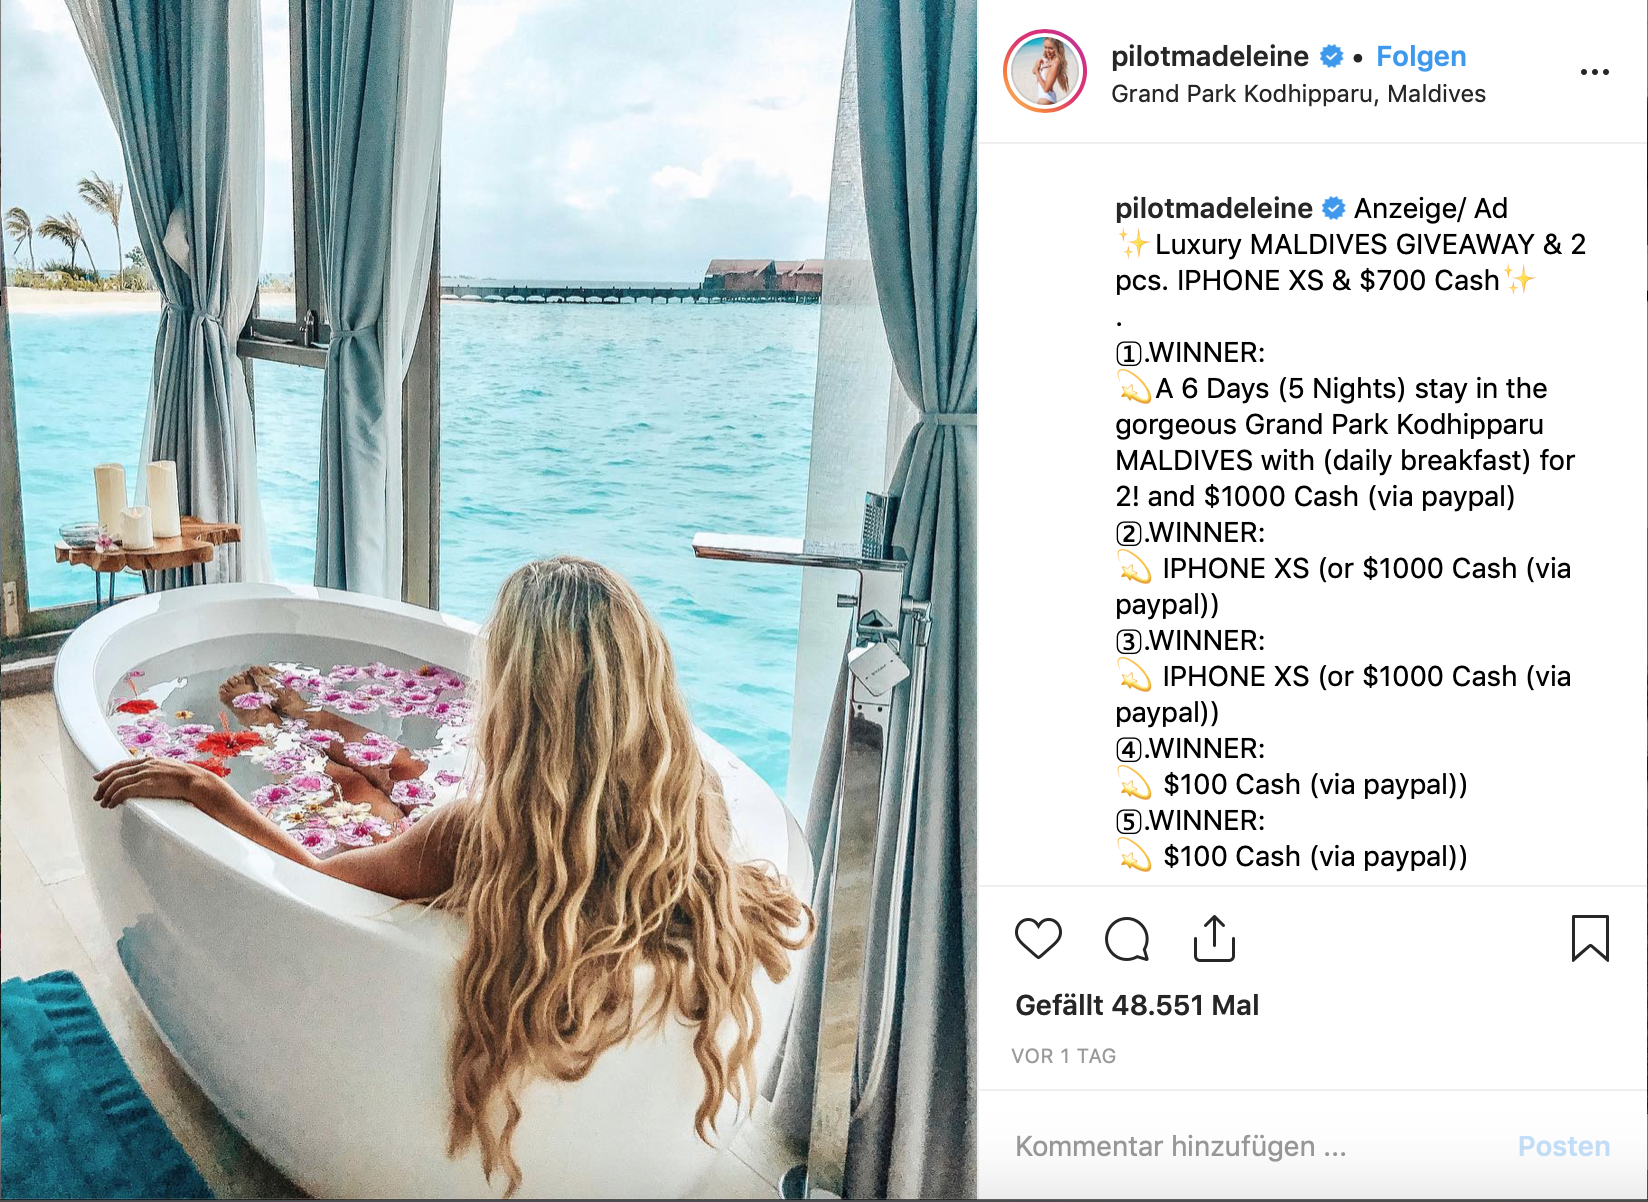 pilotmadeleine • Folgen
Grand Park Kodhipparu, Maldives
pilotmadeleine Anzeige/ Ad
✨Luxury MALDIVES GIVEAWAY & 2
pcs. IPHONE XS & $700 Cash✨
.
1️⃣.WINNER:
💫A 6 Days (5 Nights) stay in the
gorgeous Grand Park Kodhipparu
MALDIVES with (daily breakfast) for
2! and $1000 Cash (via paypal)
2️⃣.WINNER:
💫 IPHONE XS (or $1000 Cash (via
paypal))
3️⃣.WINNER:
💫 IPHONE XS (or $1000 Cash (via
paypal))
4️⃣.WINNER:
💫 $100 Cash (via paypal))
5️⃣.WINNER:
💫 $100 Cash (via paypal))
Gefällt 48.551 Mal
VOR 1 TAG
Kommentar hinzufügen ...
Posten